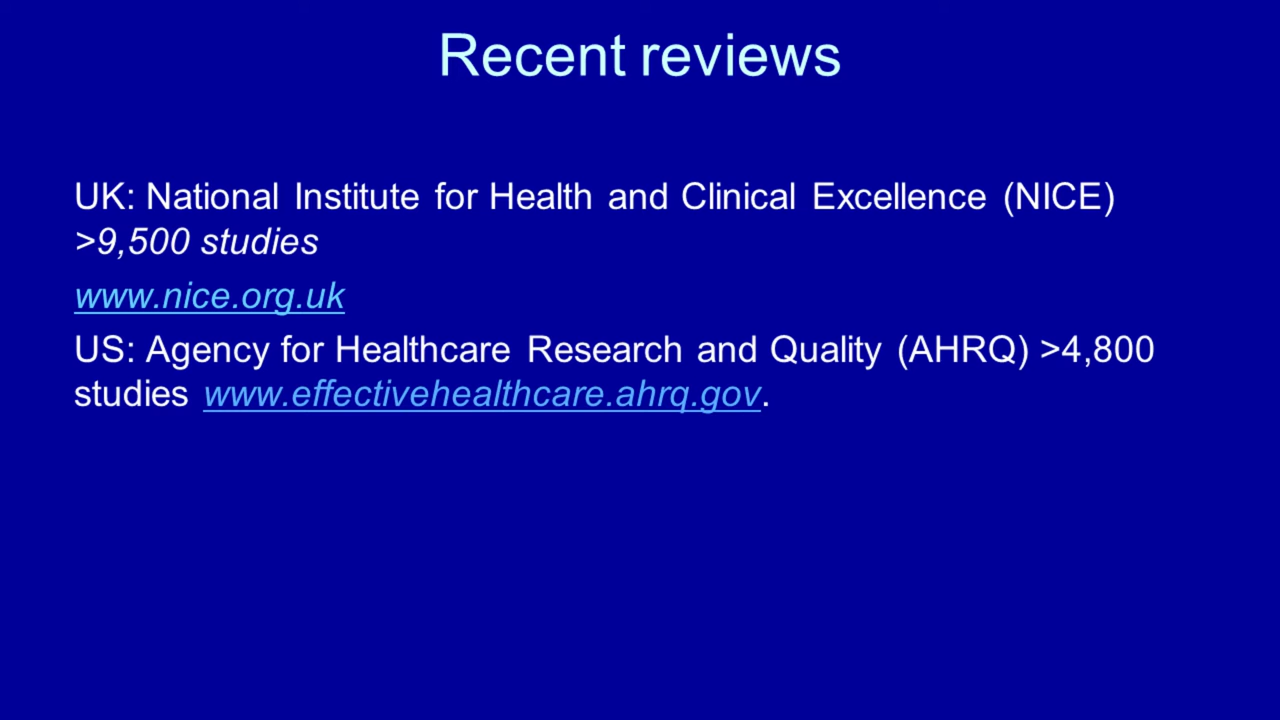 Recent reviews
UK: National Institute for Health and Clinical Excellence (NICE)
>9,500 studies
www.nice.org.uk
US: Agency for Healthcare Research and Quality (AHRQ) >4,800
studies www.effectivehealthcare.ahrq.gov.